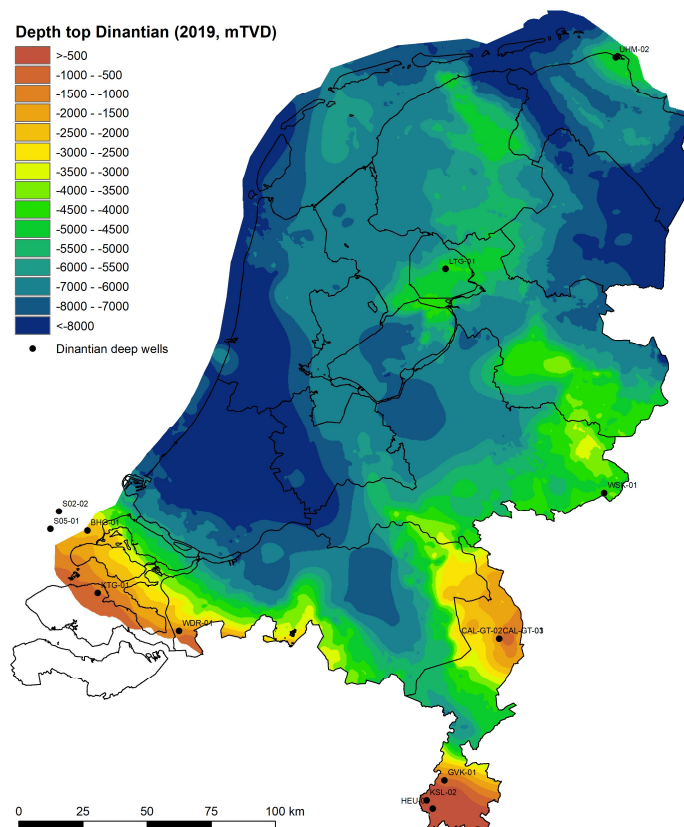 Depth top Dinantian (2019, mTVD)
>-500
-1000 - -500
-1500 - -1000
-2000 - -1500
-2500 - -2000
-3000 - -2500
-3500 - -3000
-4000 - -3500
-4500 - -4000
-5000 - -4500
-5500 - -5000
-6000 - -5500
-7000 - -6000
-8000 - -7000
<-8000
Dinantian deep wells
UHM-02
LTG-01
WSK-01
S02-02
S05-01
BHG-01
KTG-01
WDR-01
CAL-GT-02
GVK-01
KSL-02
0 25 50 75 100 km